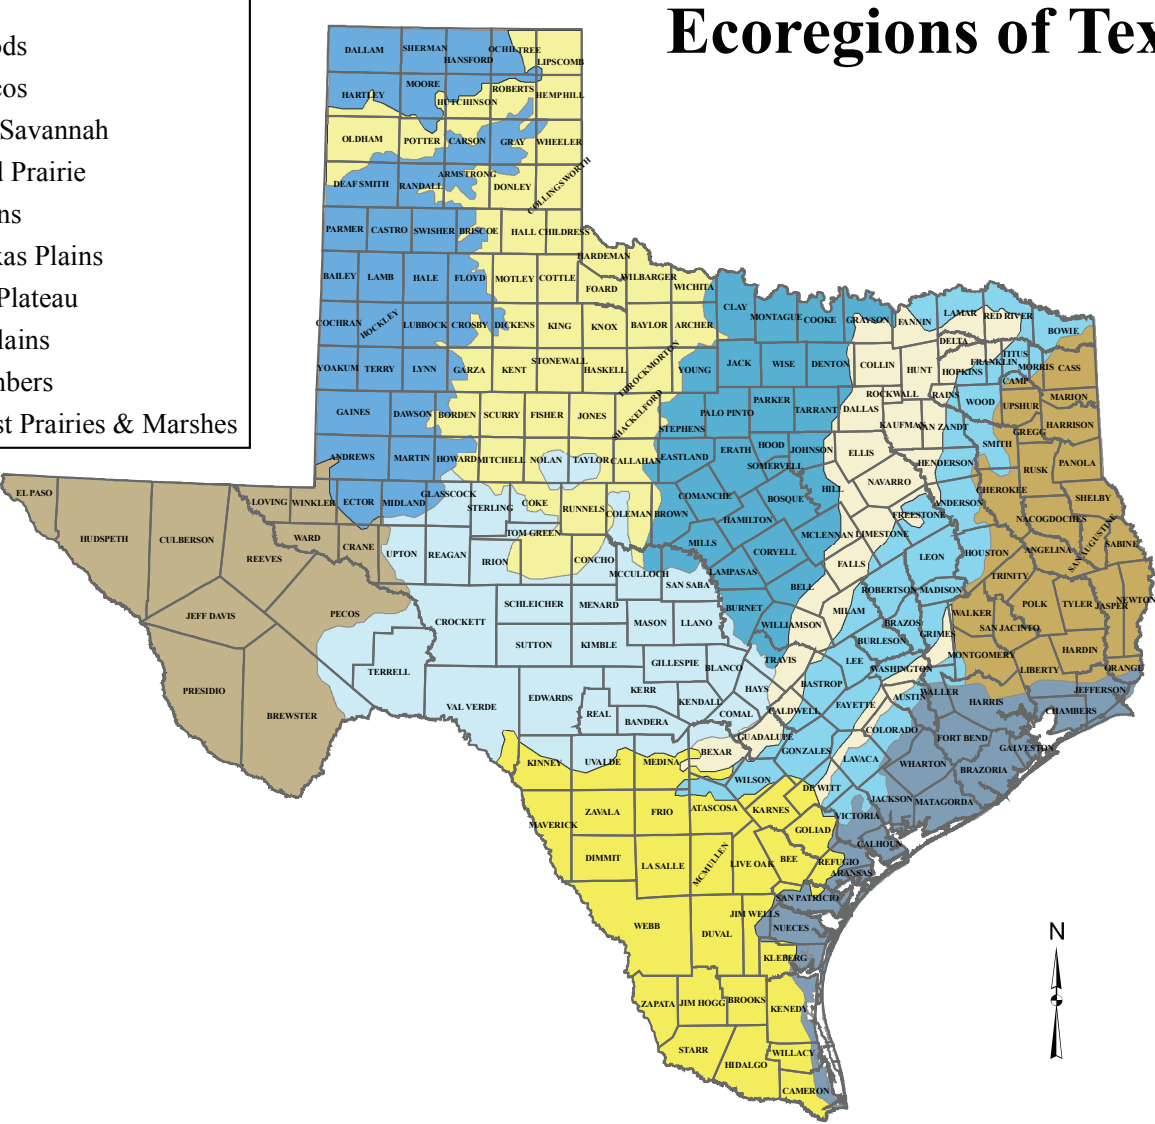 Ecoregions of Tex
ods
cos
Savannah
d Prairie
ns
xas Plains
Plateau
lains
mbers
st Prairies & Marshes
DALLAM
SHERMAN
HANSFORD
OCHILTREE
LIPSCOMB
HARTLEY
MOORE
HUTCHINSON
ROBERTS
HEMPHILL
OLDHAM
POTTER
CARSON
GRAY
WHEELER
DEAF SMITH
RANDALL
ARMSTRONG
DONLEY
COLLINGSWORTH
PARMER
CASTRO
SWISHER
BRISCOE
HALL
CHILDRESS
HARDEMAN
BAILEY
LAMB
HALE
FLOYD
MOTLEY
COTTLE
FOARD
WILBARGER
WICHITA
CLAY
MONTAGUE
COOKE
GRAYSON
FANNIN
LAMAR
RED RIVER
BOWIE
COCHRAN
HOCKLEY
LUBBOCK
CROSBY
DICKENS
KING
KNOX
BAYLOR
ARCHER
DELTA
YOAKUM
TERRY
LYNN
GARZA
KENT
STONEWALL
HASKELL
THROCKMORTON
YOUNG
JACK
WISE
DENTON
COLLIN
HUNT
HOPKINS
FRANKLIN
TITUS
MORRIS
CASS
CAMP
GAINES
DAWSON
BORDEN
SCURRY
FISHER
JONES
SHACKELFORD
STEPHENS
PALO PINTO
PARKER
TARRANT
DALLAS
ROCKWALL
RAINS
WOOD
UPSHUR
MARION
KAUFMAN
VAN ZANDT
GREGG
HARRISON
ANDREWS
MARTIN
HOWARD
MITCHELL
NOLAN
TAYLOR
CALLAHAN
EASTLAND
ERATH
HOOD
SOMERVELL
JOHNSON
ELLIS
HENDERSON
SMITH
RUSK
PANOLA
EL PASO
HUDSPETH
CULBERSON
LOVING
WINKLER
ECTOR
MIDLAND
GLASSCOCK
STERLING
COKE
RUNNELS
COLEMAN
BROWN
COMANCHE
HAMILTON
BOSQUE
HILL
NAVARRO
FREESTONE
ANDERSON
CHEROKEE
NACOGDOCHES
SHELBY
SAN AUGUSTINE
SABINE
REEVES
WARD
CRANE
UPTON
REAGAN
IRION
TOM GREEN
CONCHO
MCCULLOCH
SAN SABA
MILLS
LAMPASAS
CORYELL
MCLENNAN
LIMESTONE
FALLS
LEON
HOUSTON
ANGELINA
TRINITY
JEFF DAVIS
PECOS
CROCKETT
SCHLEICHER
MENARD
MASON
LLANO
BURNET
BELL
WILLIAMSON
MILAM
ROBERTSON
MADISON
BRAZOS
GRIMES
WALKER
SAN JACINTO
POLK
TYLER
JASPER
NEWTON
PRESIDIO
BREWSTER
TERRELL
VAL VERDE
SUTTON
KIMBLE
GILLESPIE
BLANCO
TRAVIS
BURLESON
LEE
WASHINGTON
MONTGOMERY
LIBERTY
HARDIN
ORANGE
EDWARDS
REAL
KERR
BANDERA
KENDALL
COMAL
HAYS
CALDWELL
BASTROP
FAYETTE
AUSTIN
WALLER
HARRIS
JEFFERSON
CHAMBERS
KINNEY
UVALDE
MEDINA
BEXAR
GUADALUPE
GONZALES
LAVACA
COLORADO
FORT BEND
GALVESTON
WHARTON
BRAZORIA
MAVERICK
ZAVALA
FRIO
ATASCOSA
WILSON
KARNES
DE WITT
VICTORIA
JACKSON
MATAGORDA
GOLIAD
CALHOUN
DIMMIT
LA SALLE
MCMULLEN
LIVE OAK
BEE
REFUGIO
ARANSAS
SAN PATRICIO
WEBB
DUVAL
JIM WELLS
NUECES
KLEBERG
ZAPATA
JIM HOGG
BROOKS
KENEDY
STARR
HIDALGO
WILLACY
CAMERON
N